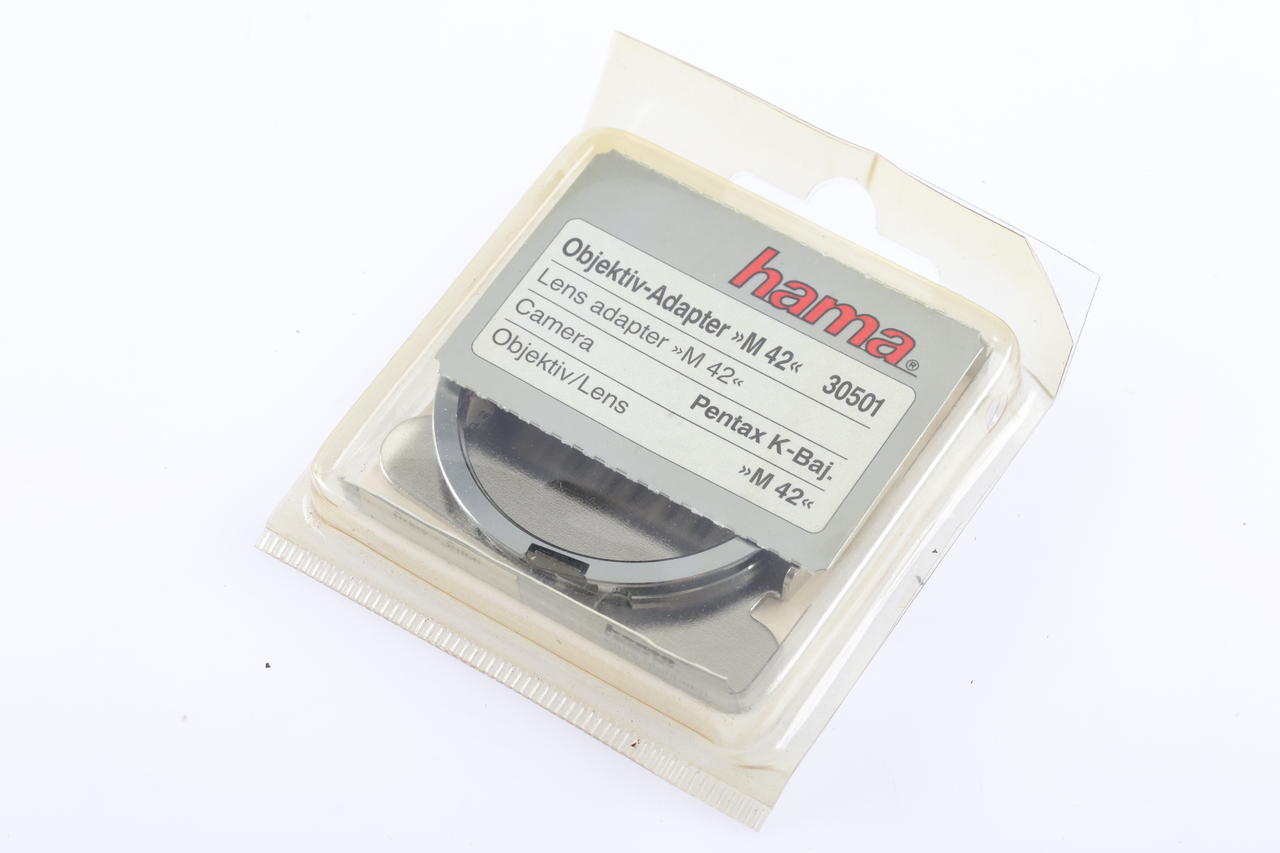 hama®
Objektiv-Adapter »M 42« 30501
Lens adapter »M 42«
Camera Pentax K-Baj.
Objektiv/Lens »M 42«